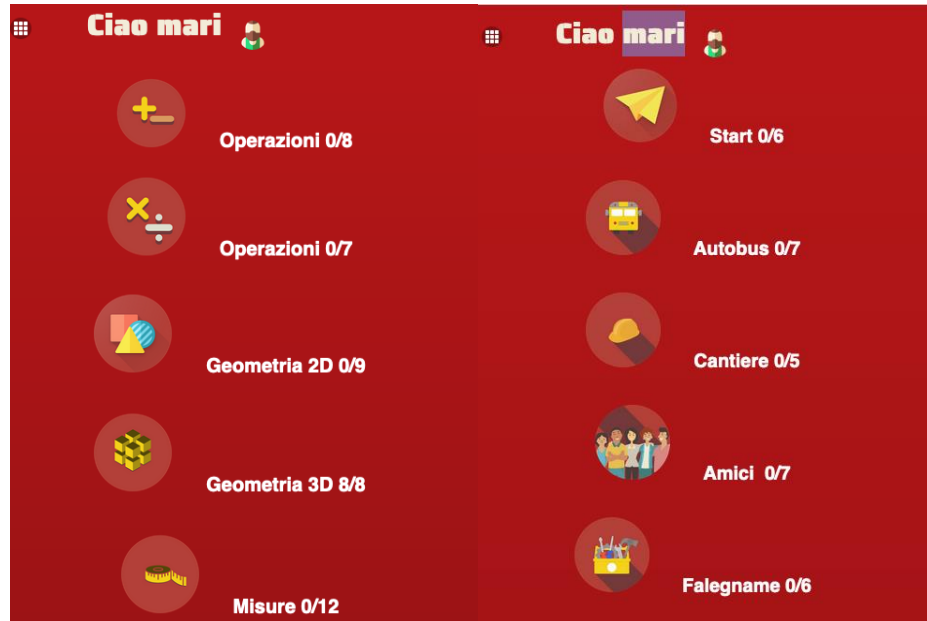 Ciao mari
Operazioni 0/8
Operazioni 0/7
Geometria 2D 0/9
Geometria 3D 8/8
Misure 0/12
Ciao mari
Start 0/6
Autobus 0/7
Cantiere 0/5
Amici 0/7
Falegname 0/6